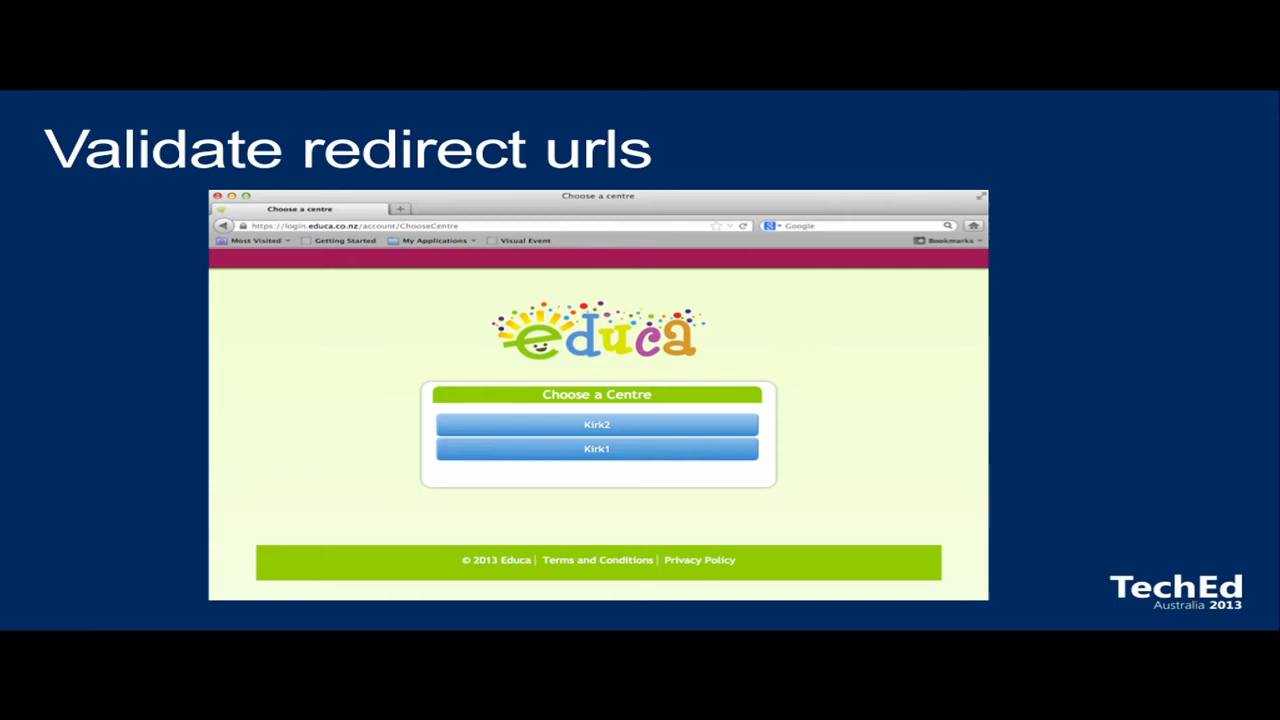 Validate redirect urls
Choose a centre
Choose a centre
https://login.educa.co.nz/account/ChooseCentre
Google
Most Visited
Getting Started
My Applications
Visual Event
Bookmarks
educa
Choose a Centre
Kirk2
Kirk1
© 2013 Educa | Terms and Conditions | Privacy Policy
TechEd
Australia 2013